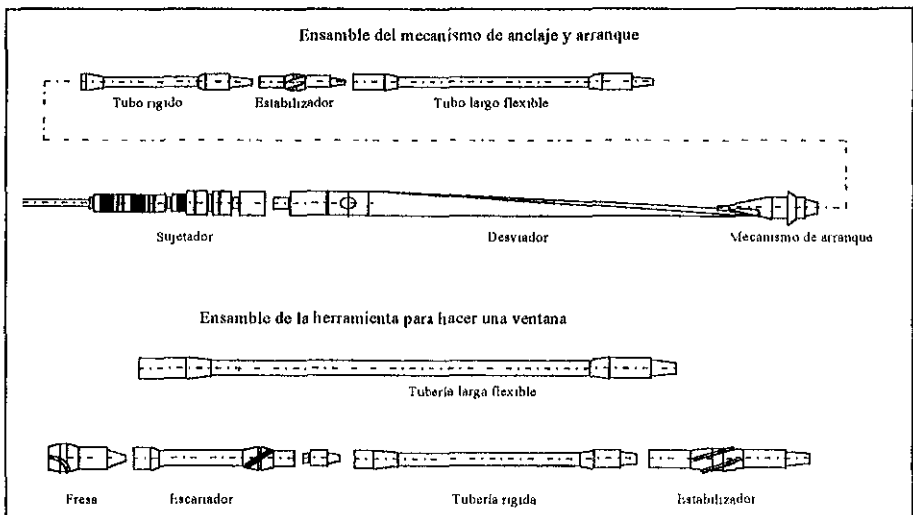 Ensamble del mecanismo de anclaje y arranque
Tubo rigido
Estabilizador
Tubo largo flexible
Sujetador
Desviador
Mecanismo de arranque
Ensamble de la herramienta para hacer una ventana
Tubería larga flexible
Fresa
Escariador
Tubería rigida
Estabilizador